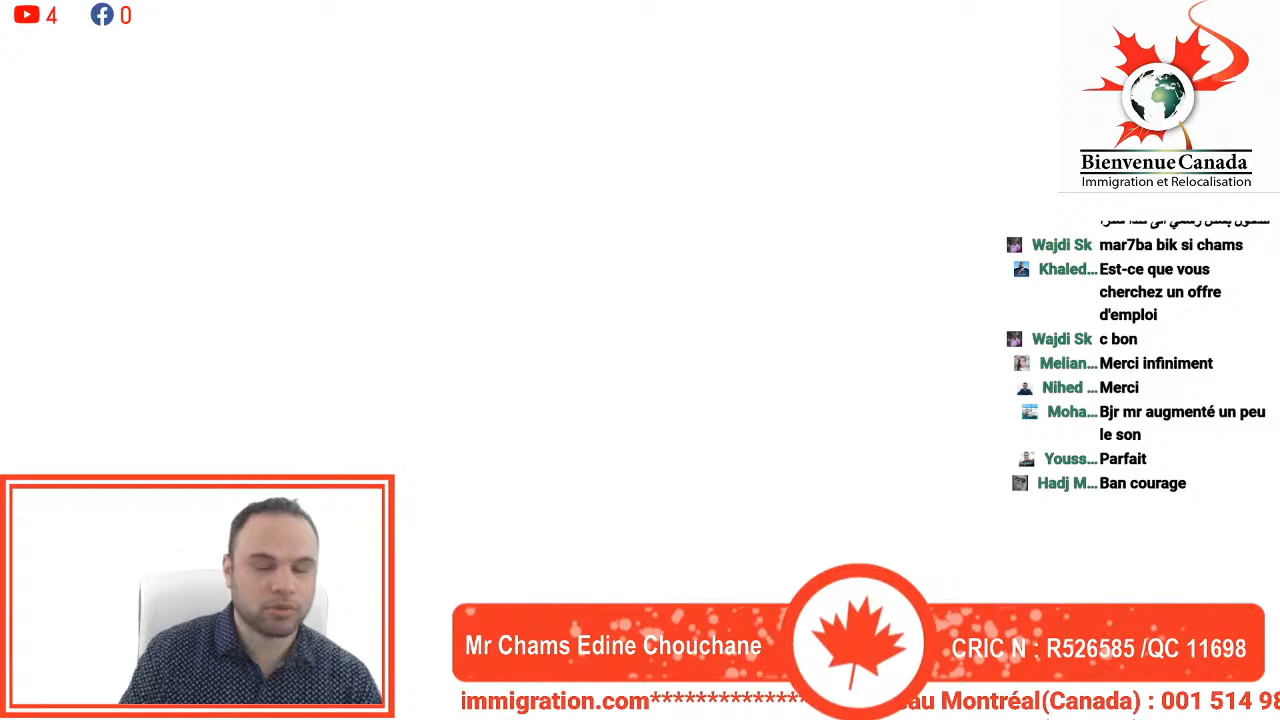 4 0
Bienvenue Canada
Immigration et Relocalisation
Wajdi Sk mar7ba bik si chams
Khaled... Est-ce que vous
cherchez un offre
d'emploi
Wajdi Sk c bon
Melian... Merci infiniment
Nihed ... Merci
Moha... Bjr mr augmenté un peu
le son
Youss... Parfait
Hadj M... Ban courage
Mr Chams Edine Chouchane
CRIC N : R526585 /QC 11698
immigration.com************** au Montréal(Canada) : 001 514 98